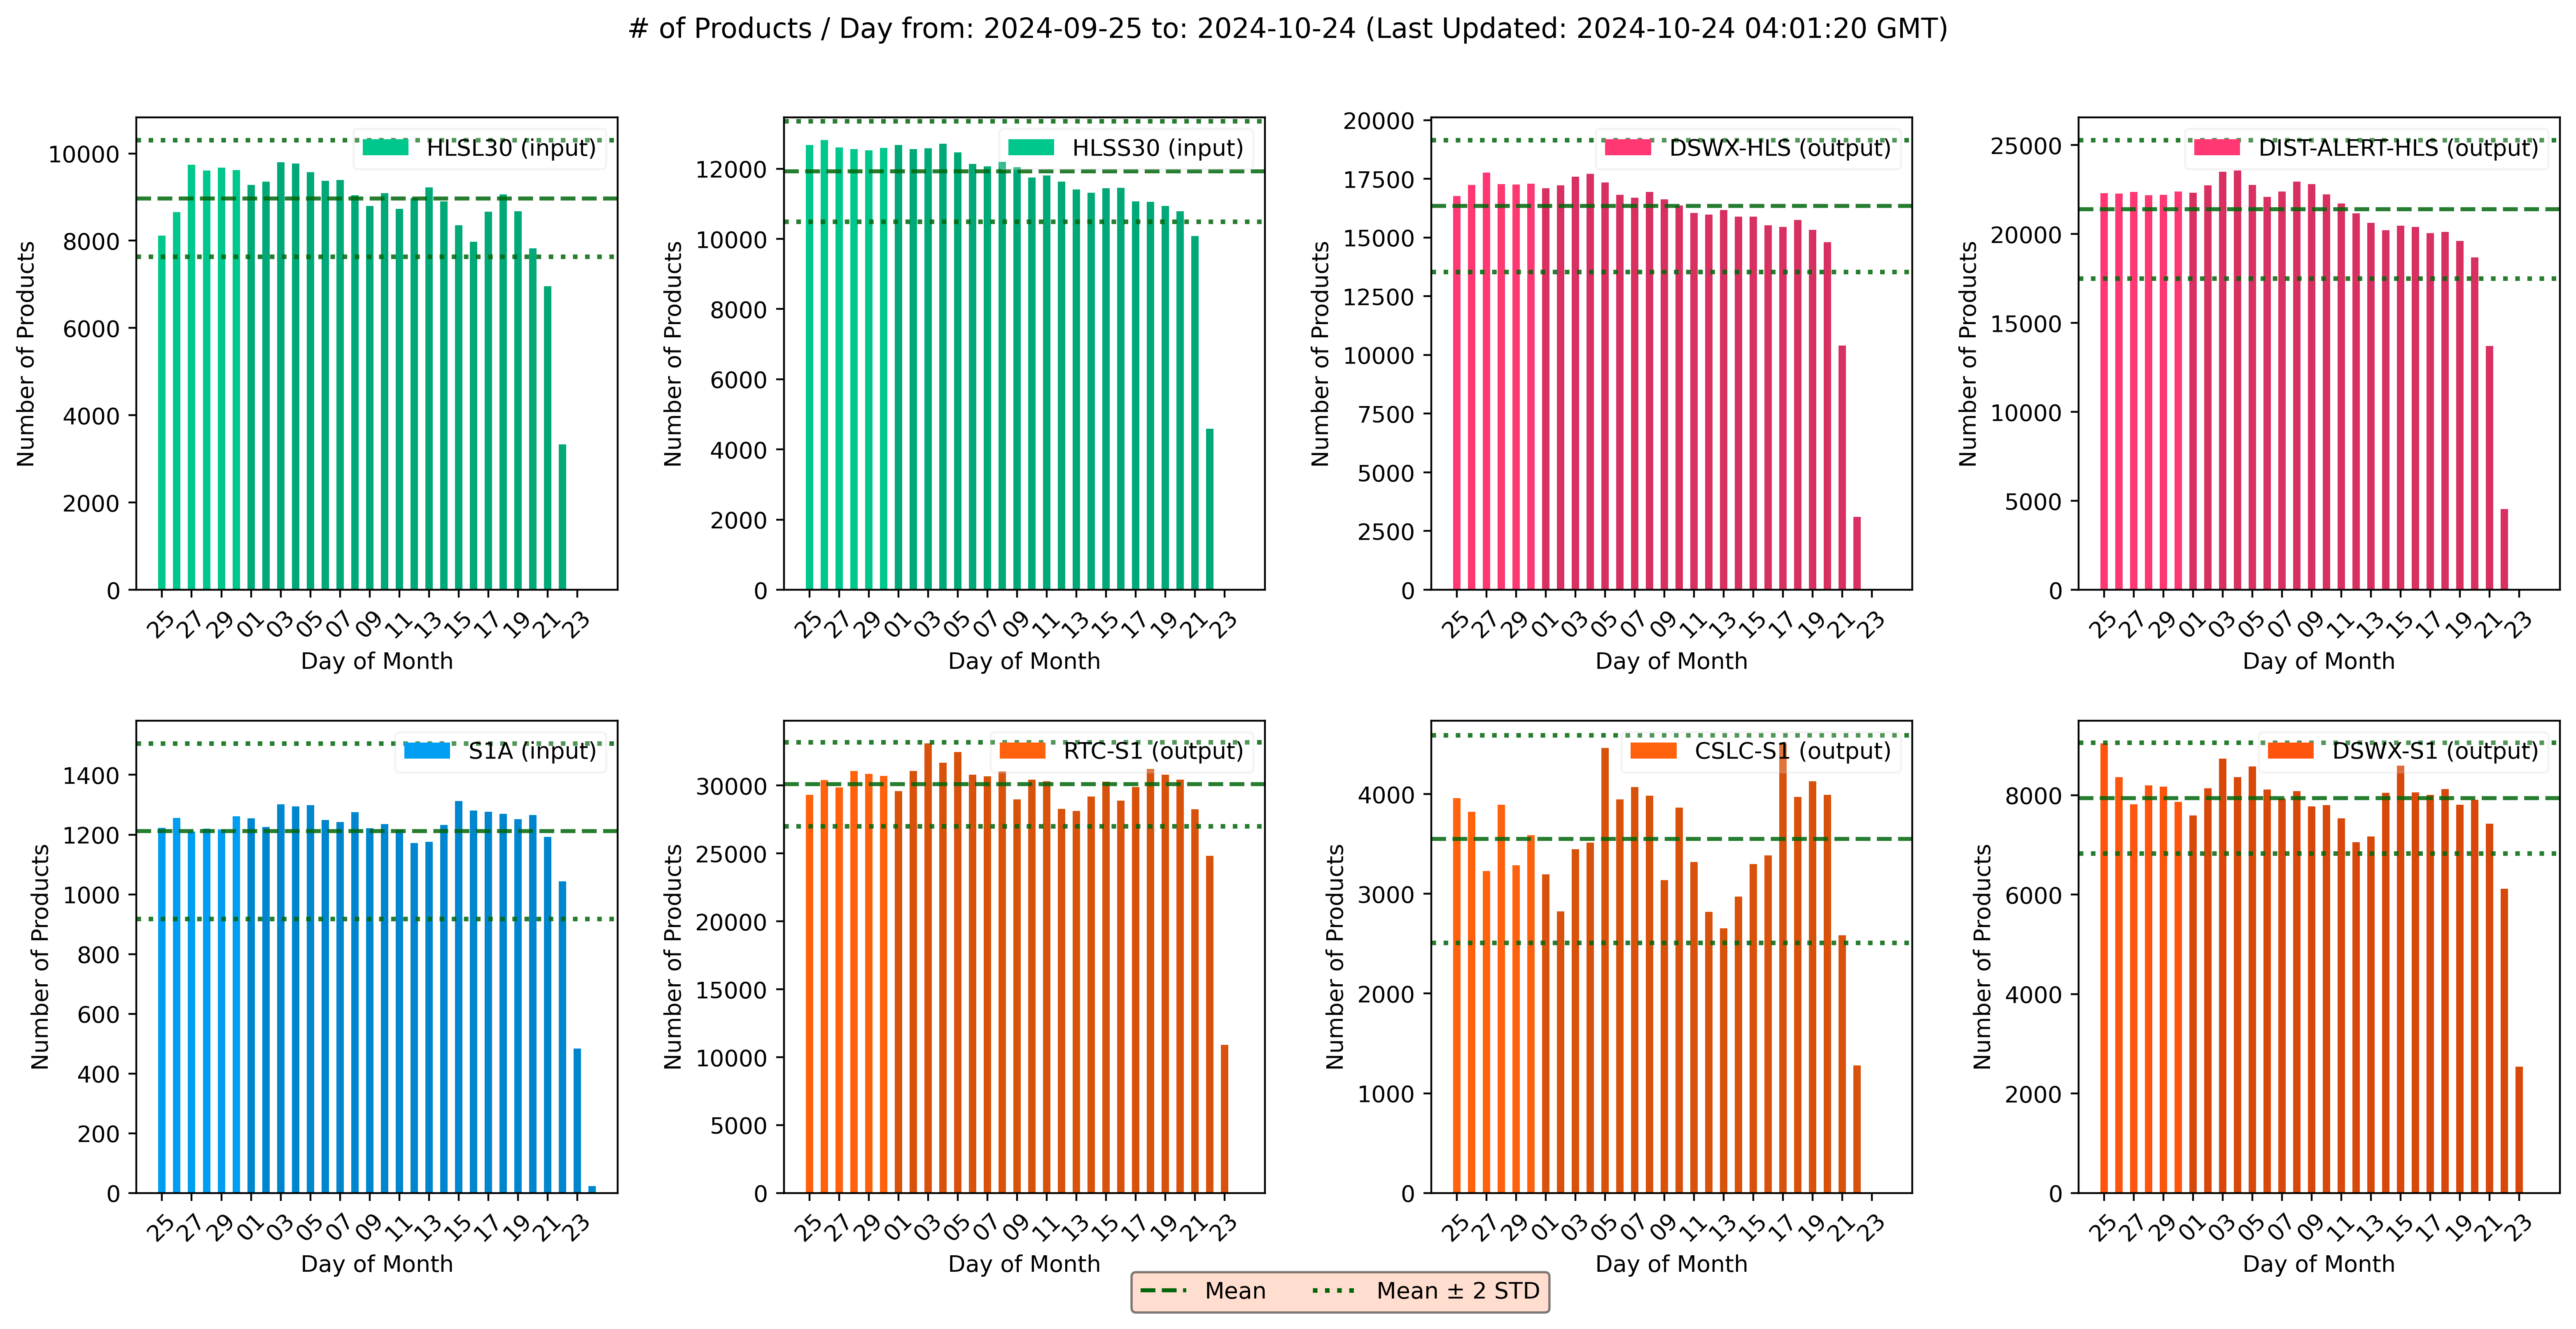 # of Products / Day from: 2024-09-25 to: 2024-10-24 (Last Updated: 2024-10-24 04:01:20 GMT)
HLSL30 (input)
Number of Products
10000
8000
6000
4000
2000
0
25 27 29 01 03 05 07 09 11 13 15 17 19 21 23
Day of Month
HLSS30 (input)
Number of Products
12000
10000
8000
6000
4000
2000
0
25 27 29 01 03 05 07 09 11 13 15 17 19 21 23
Day of Month
DSWX-HLS (output)
Number of Products
20000
17500
15000
12500
10000
7500
5000
2500
0
25 27 29 01 03 05 07 09 11 13 15 17 19 21 23
Day of Month
DIST-ALERT-HLS (output)
Number of Products
25000
20000
15000
10000
5000
0
25 27 29 01 03 05 07 09 11 13 15 17 19 21 23
Day of Month
S1A (input)
Number of Products
1400
1200
1000
800
600
400
200
0
25 27 29 01 03 05 07 09 11 13 15 17 19 21 23
Day of Month
RTC-S1 (output)
Number of Products
30000
25000
20000
15000
10000
5000
0
25 27 29 01 03 05 07 09 11 13 15 17 19 21 23
Day of Month
CSLC-S1 (output)
Number of Products
4000
3000
2000
1000
0
25 27 29 01 03 05 07 09 11 13 15 17 19 21 23
Day of Month
DSWX-S1 (output)
Number of Products
8000
6000
4000
2000
0
25 27 29 01 03 05 07 09 11 13 15 17 19 21 23
Day of Month
Mean
Mean ± 2 STD